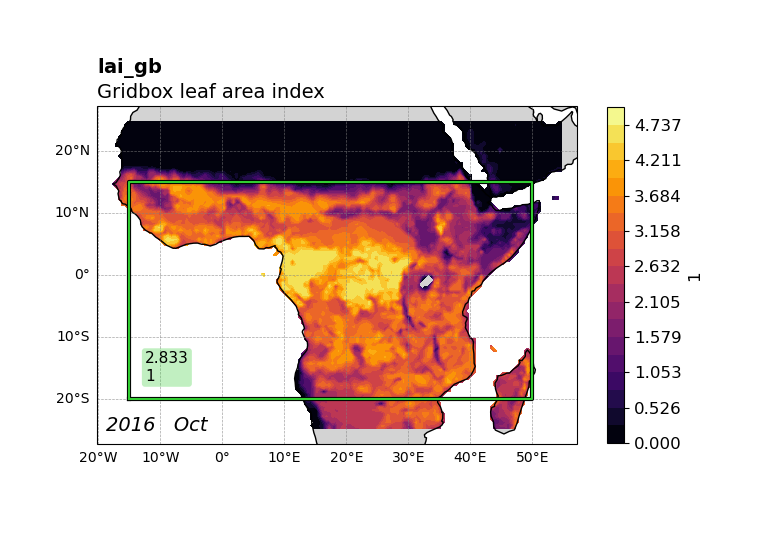 lai_gb
Gridbox leaf area index
20°N
10°N
0°
10°S
20°S
20°W
10°W
0°
10°E
20°E
30°E
40°E
50°E
2.833
1
2016 Oct
4.737
4.211
3.684
3.158
2.632
2.105
1.579
1.053
0.526
0.000
1